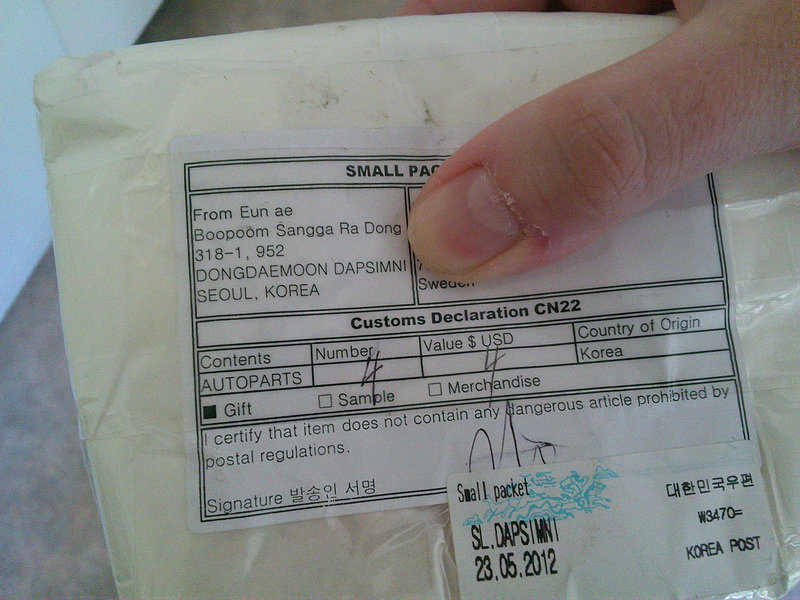 SMALL
From Eun ae
Boopoom Sangga Ra Dong
318-1, 952
DONGDAEMOON DAPSIMNI
SEOUL, KOREA
7
Sweden
Customs Declaration CN22
Contents
Number
Value $ USD
Country of Origin
AUTOPARTS
4
4
Korea
Gift
Sample
Merchandise
I certify that item does not contain any dangerous article prohibited by
postal regulations.
Signature 발송인 서명
Small packet
SL.DAPSIMNI
23.05.2012
대한민국우편
₩3470=
KOREA POST